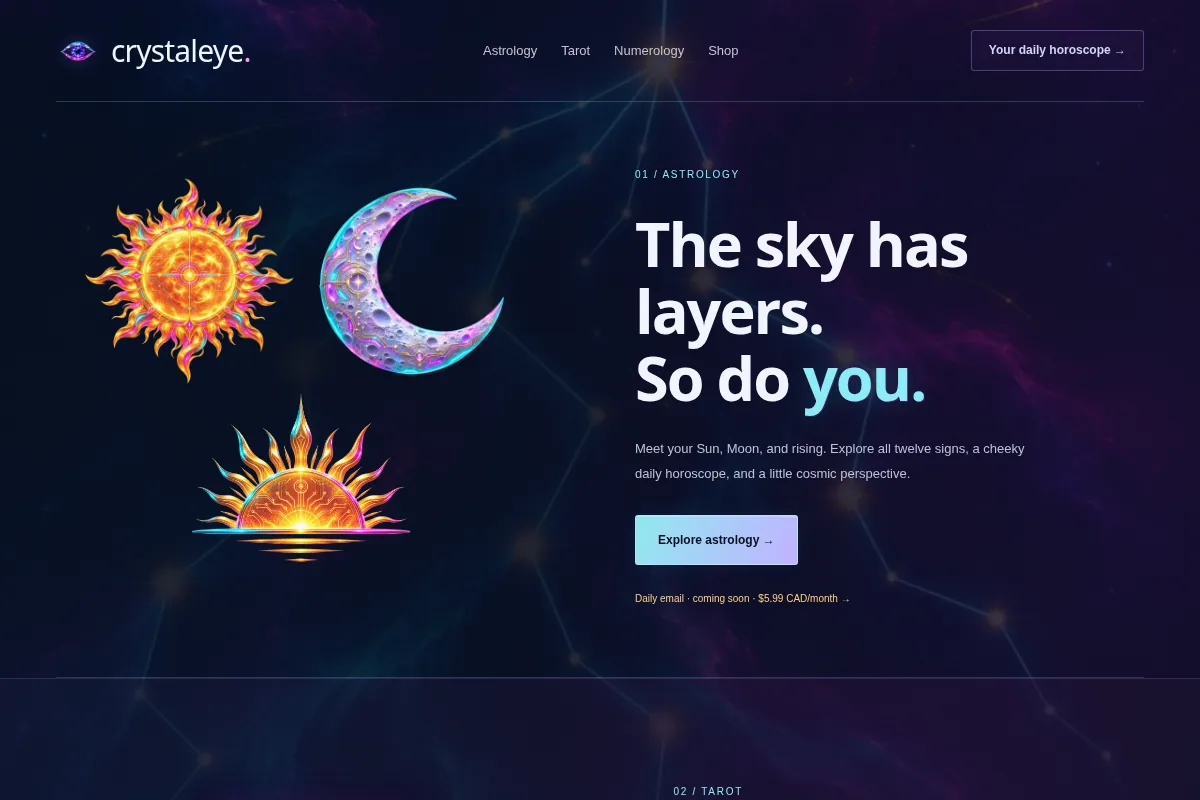 crystaleye.
Astrology
Tarot
Numerology
Shop
Your daily horoscope →
01 / ASTROLOGY
The sky has
layers.
So do you.
Meet your Sun, Moon, and rising. Explore all twelve signs, a cheeky
daily horoscope, and a little cosmic perspective.
Explore astrology →
Daily email · coming soon · $5.99 CAD/month →
02 / TAROT